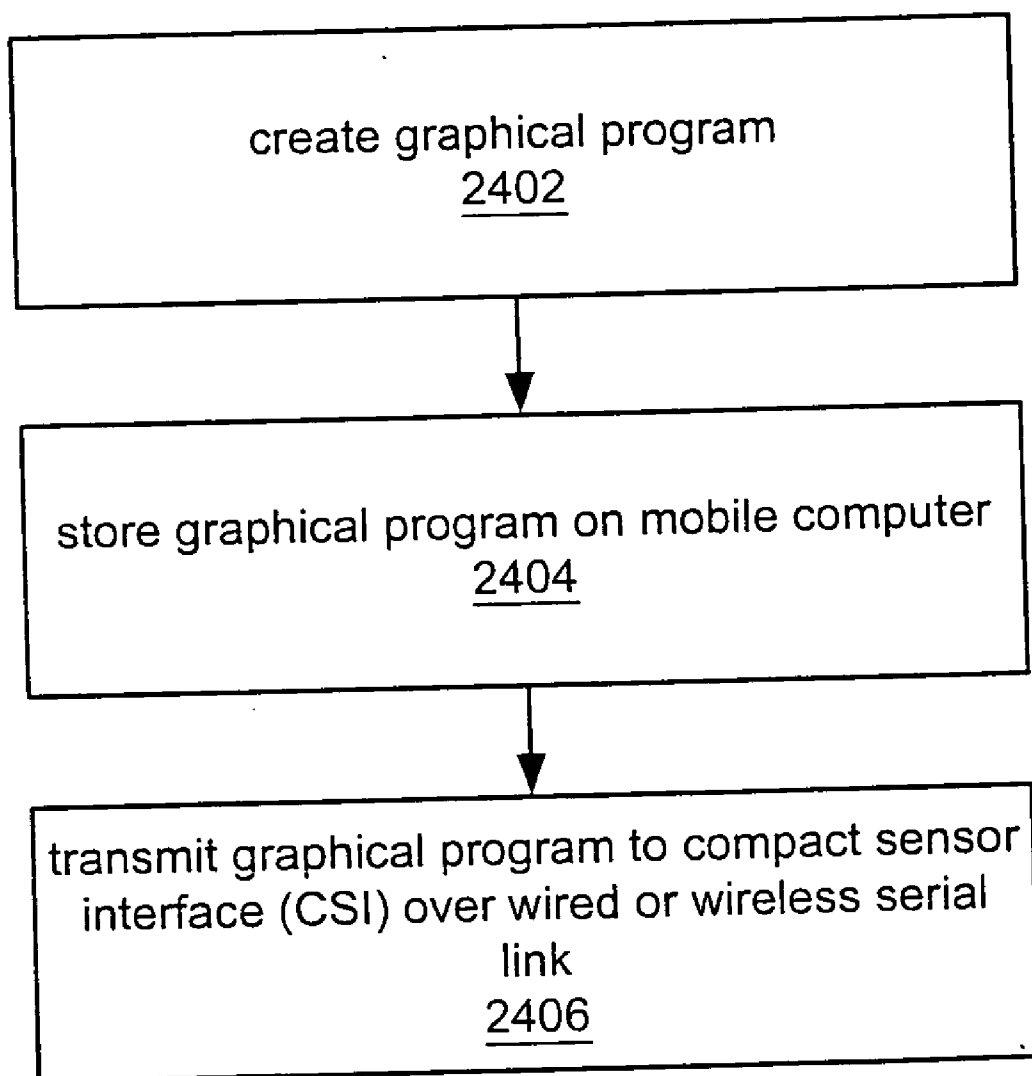 create graphical program
2402
store graphical program on mobile computer
2404
transmit graphical program to compact sensor
interface (CSI) over wired or wireless serial
link
2406